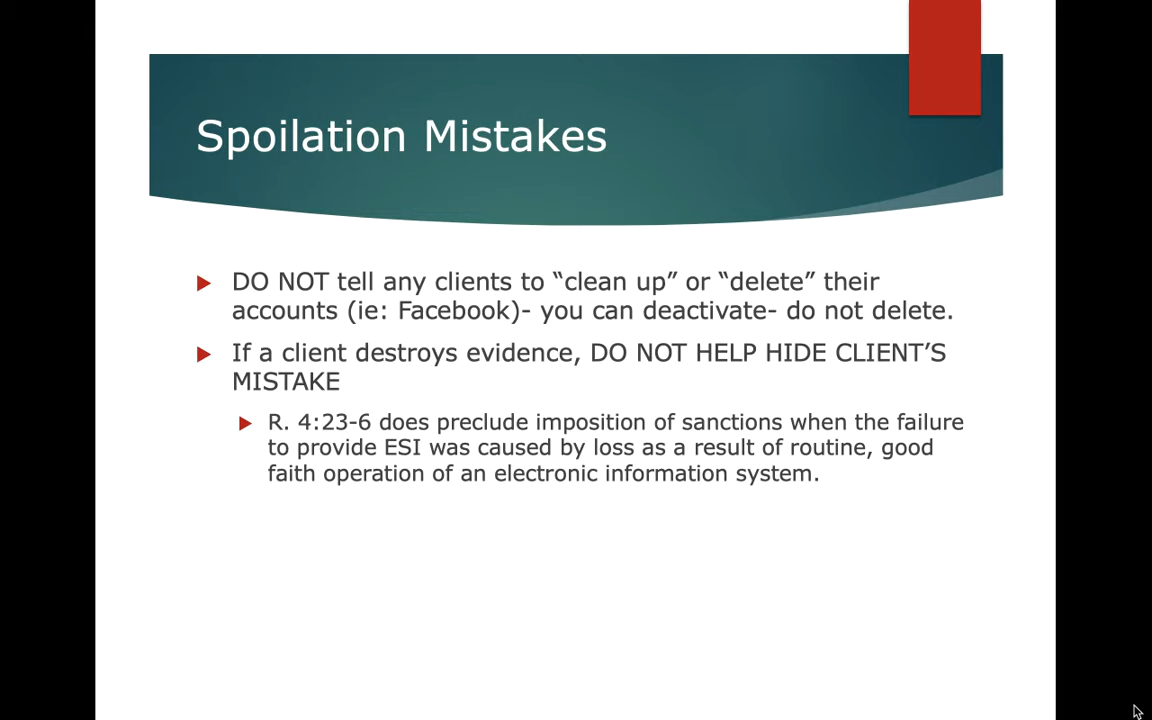 Spoilation Mistakes
DO NOT tell any clients to “clean up” or “delete” their
accounts (ie: Facebook)- you can deactivate- do not delete.
If a client destroys evidence, DO NOT HELP HIDE CLIENT’S
MISTAKE
R. 4:23-6 does preclude imposition of sanctions when the failure
to provide ESI was caused by loss as a result of routine, good
faith operation of an electronic information system.